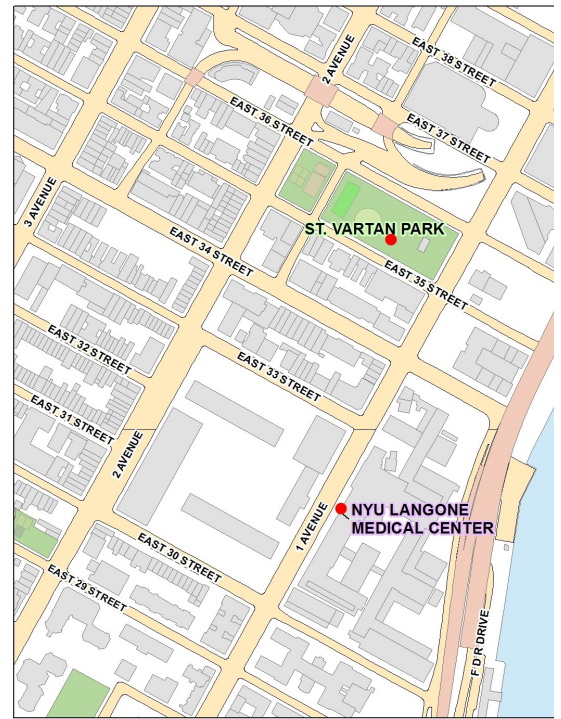 EAST 38 STREET
2 AVENUE
EAST 36 STREET
EAST 37 STREET
3 AVENUE
ST. VARTAN PARK
EAST 34 STREET
EAST 35 STREET
EAST 32 STREET
EAST 33 STREET
EAST 31 STREET
2 AVENUE
1 AVENUE
NYU LANGONE
MEDICAL CENTER
EAST 30 STREET
EAST 29 STREET
F D R DRIVE